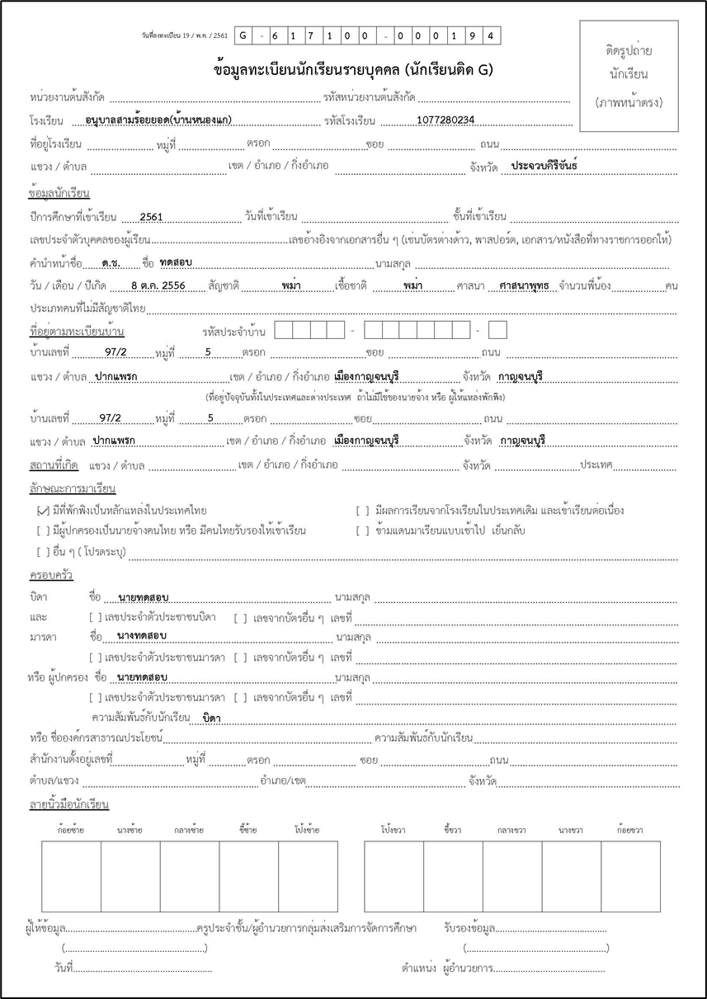 วันที่ลงทะเบียน 19 / พ.ค. / 2561 G - 6 1 7 1 0 0 - 0 0 0 1 9 4
ติดรูปถ่าย
นักเรียน
(ภาพหน้าตรง)
ข้อมูลทะเบียนนักเรียนรายบุคคล (นักเรียนติด G)
หน่วยงานต้นสังกัด รหัสหน่วยงานต้นสังกัด
โรงเรียน อนุบาลสามร้อยยอด(บ้านหนองแก) รหัสโรงเรียน 1077280234
ที่อยู่โรงเรียน หมู่ที่ ตรอก ซอย ถนน
แขวง / ตำบล เขต / อำเภอ / กิ่งอำเภอ จังหวัด ประจวบคีรีขันธ์
ข้อมูลนักเรียน
ปีการศึกษาที่เข้าเรียน 2561 วันที่เข้าเรียน ชั้นที่เข้าเรียน
เลขประจำตัวบุคคลของผู้เรียน เลขอ้างอิงจากเอกสารอื่น ๆ (เช่นบัตรต่างด้าว, พาสปอร์ต, เอกสาร/หนังสือที่ทางราชการออกให้)
คำนำหน้าชื่อ ด.ช. ชื่อ ทดสอบ นามสกุล
วัน / เดือน / ปีเกิด 8 ต.ค. 2556 สัญชาติ พม่า เชื้อชาติ พม่า ศาสนา ศาสนาพุทธ จำนวนพี่น้อง คน
ประเภทคนที่ไม่มีสัญชาติไทย
ที่อยู่ตามทะเบียนบ้าน รหัสประจำบ้าน - -
บ้านเลขที่ 97/2 หมู่ที่ 5 ตรอก ซอย ถนน
แขวง / ตำบล ปากแพรก เขต / อำเภอ / กิ่งอำเภอ เมืองกาญจนบุรี จังหวัด กาญจนบุรี
(ที่อยู่ปัจจุบันทั้งในประเทศและต่างประเทศ ถ้าไม่มีใช้ของนายจ้าง หรือ ผู้ให้แหล่งพักพิง)
บ้านเลขที่ 97/2 หมู่ที่ 5 ตรอก ซอย ถนน
แขวง / ตำบล ปากแพรก เขต / อำเภอ / กิ่งอำเภอ เมืองกาญจนบุรี จังหวัด กาญจนบุรี
สถานที่เกิด แขวง / ตำบล เขต / อำเภอ / กิ่งอำเภอ จังหวัด ประเทศ
ลักษณะการมาเรียน
[✓] มีที่พักพิงเป็นหลักแหล่งในประเทศไทย [ ] มีผลการเรียนจากโรงเรียนในประเทศเดิม และเข้าเรียนต่อเนื่อง
[ ] มีผู้ปกครองเป็นนายจ้างคนไทย หรือ มีคนไทยรับรองให้เข้าเรียน [ ] ข้ามแดนมาเรียนแบบเช้าไป เย็นกลับ
[ ] อื่น ๆ ( โปรดระบุ)
ครอบครัว
บิดา ชื่อ นายทดสอบ นามสกุล
และ [ ] เลขประจำตัวประชาชนบิดา [ ] เลขจากบัตรอื่น ๆ เลขที่
มารดา ชื่อ นางทดสอบ นามสกุล
[ ] เลขประจำตัวประชาชนมารดา [ ] เลขจากบัตรอื่น ๆ เลขที่
หรือ ผู้ปกครอง ชื่อ นายทดสอบ นามสกุล
[ ] เลขประจำตัวประชาชนมารดา [ ] เลขจากบัตรอื่น ๆ เลขที่
ความสัมพันธ์กับนักเรียน บิดา
หรือ ชื่อองค์กรสาธารณประโยชน์ ความสัมพันธ์กับนักเรียน
สำนักงานตั้งอยู่เลขที่ หมู่ที่ ตรอก ซอย ถนน
ตำบล/แขวง อำเภอ/เขต จังหวัด
ลายนิ้วมือนักเรียน
ก้อยซ้าย นางซ้าย กลางซ้าย ชี้ซ้าย โป้งซ้าย โป้งขวา ชี้ขวา กลางขวา นางขวา ก้อยขวา
ผู้ให้ข้อมูล ครูประจำชั้น/ผู้อำนวยการกลุ่มส่งเสริมการจัดการศึกษา รับรองข้อมูล
( ) ( )
วันที่ ตำแหน่ง ผู้อำนวยการ